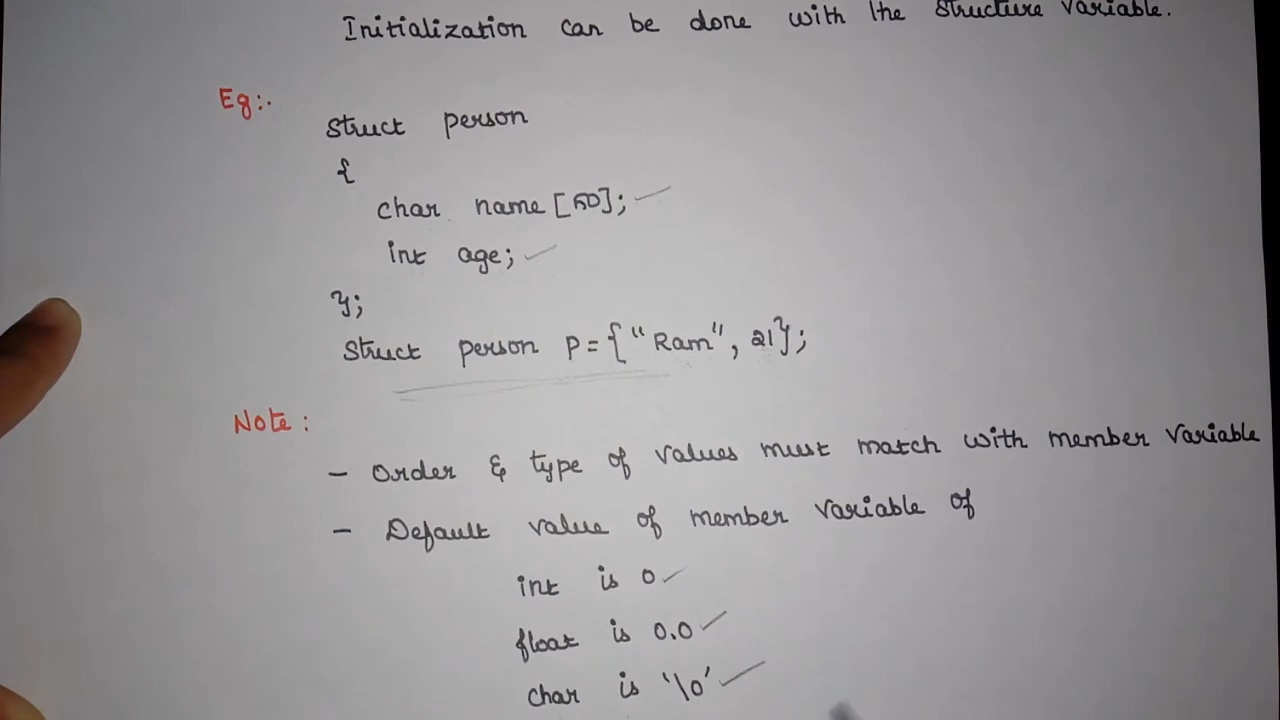 Initialization can be done with the structure variable.
Eg:.
struct person
{
char name [50];
int age;
};
struct person P = { "Ram", 21};
Note :
- Order & type of values must match with member variable
- Default value of member variable of
int is 0
float is 0.0
char is '\0'